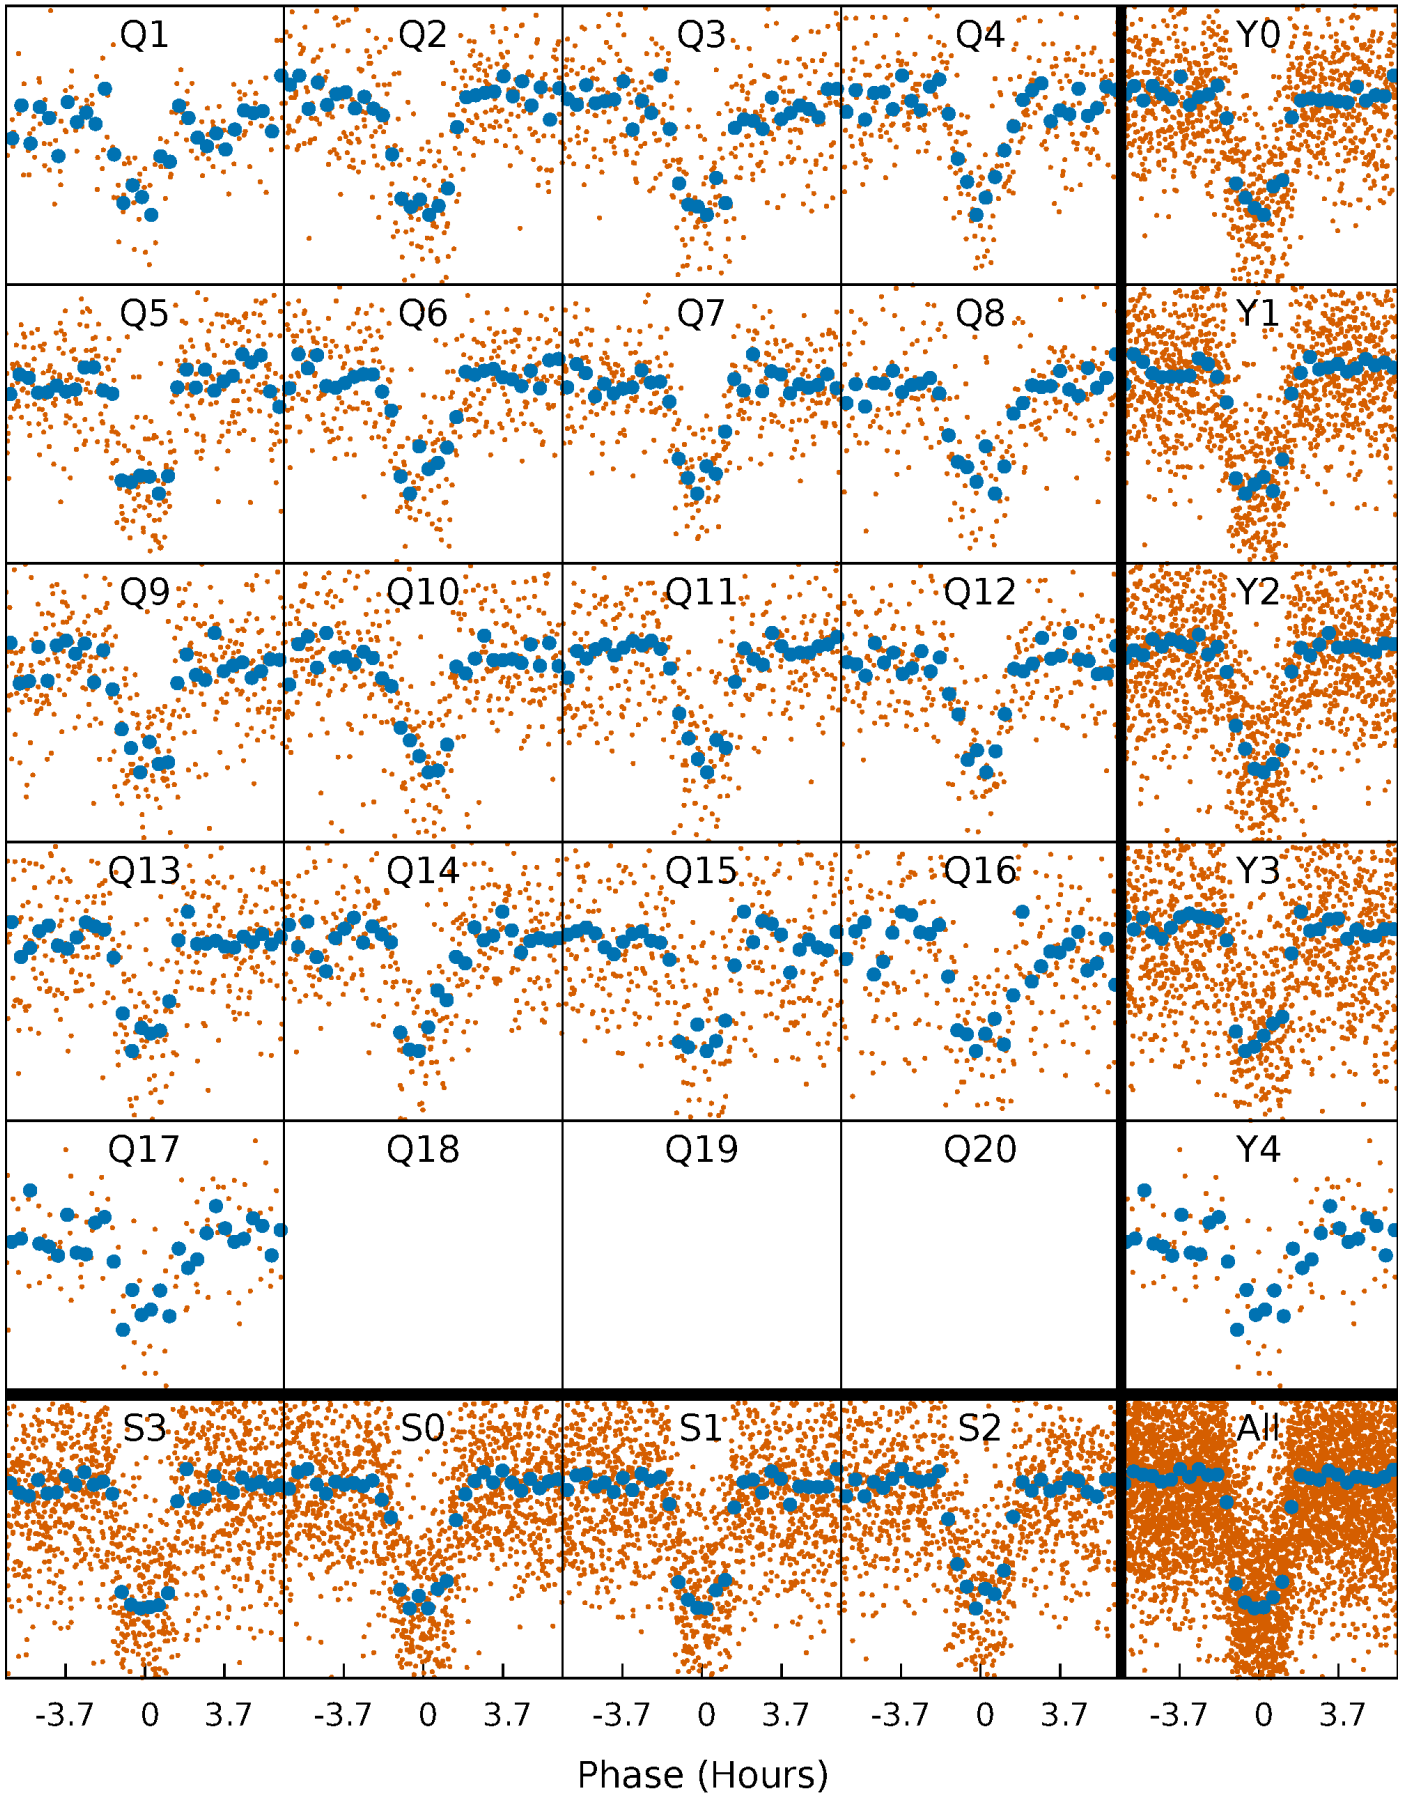 Q1 Q2 Q3 Q4 Y0
Q5 Q6 Q7 Q8 Y1
Q9 Q10 Q11 Q12 Y2
Q13 Q14 Q15 Q16 Y3
Q17 Q18 Q19 Q20 Y4
S3 S0 S1 S2 All
-3.7 0 3.7 -3.7 0 3.7 -3.7 0 3.7 -3.7 0 3.7 -3.7 0 3.7
Phase (Hours)